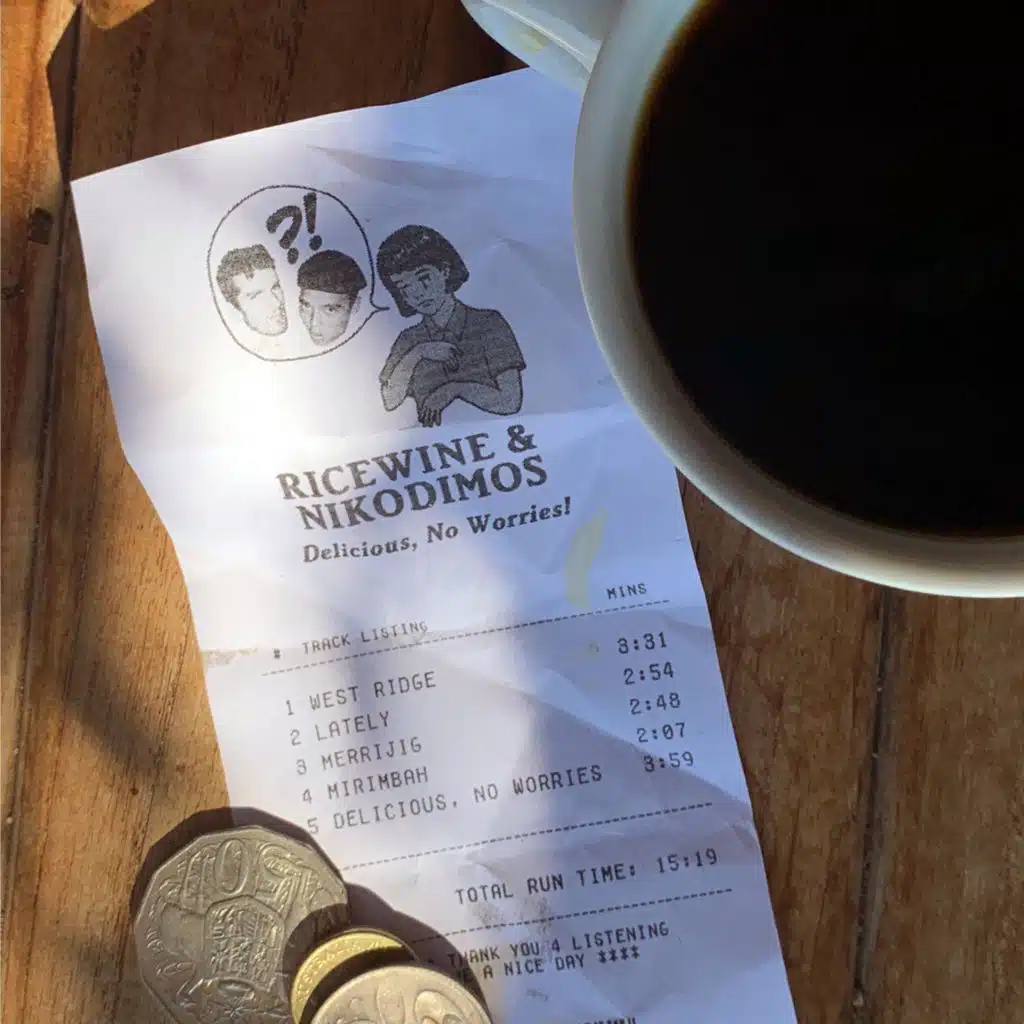 ?!
RICEWINE &
NIKODIMOS
Delicious, No Worries!
# TRACK LISTING MINS
1 WEST RIDGE 3:31
2 LATELY 2:54
3 MERRIJIG 2:48
4 MIRIMBAH 2:07
5 DELICIOUS, NO WORRIES 3:59
TOTAL RUN TIME: 15:19
THANK YOU 4 LISTENING
A NICE DAY ****
50